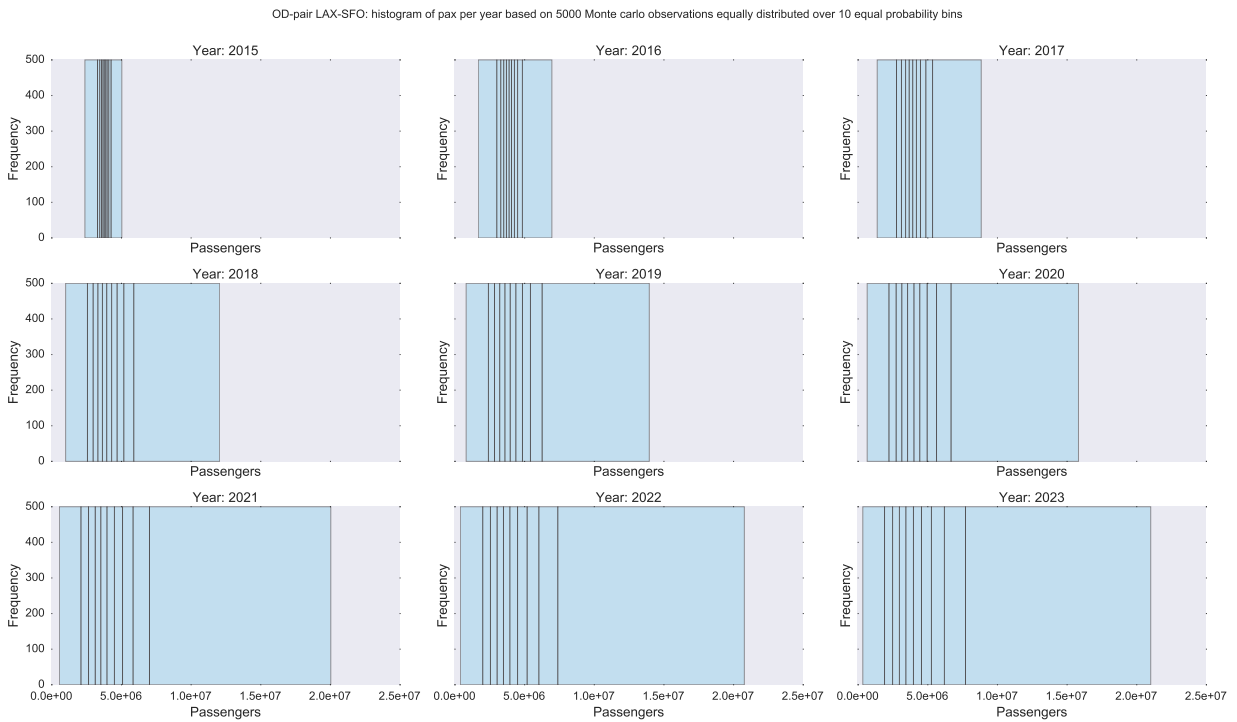 OD-pair LAX-SFO: histogram of pax per year based on 5000 Monte carlo observations equally distributed over 10 equal probability bins
Year: 2015
Year: 2016
Year: 2017
500
400
300
200
100
0
Frequency
Frequency
Frequency
Passengers
Passengers
Passengers
Year: 2018
Year: 2019
Year: 2020
500
400
300
200
100
0
Frequency
Frequency
Frequency
Passengers
Passengers
Passengers
Year: 2021
Year: 2022
Year: 2023
500
400
300
200
100
0
Frequency
Frequency
Frequency
0.0e+00 5.0e+06 1.0e+07 1.5e+07 2.0e+07 2.5e+07
0.0e+00 5.0e+06 1.0e+07 1.5e+07 2.0e+07 2.5e+07
0.0e+00 5.0e+06 1.0e+07 1.5e+07 2.0e+07 2.5e+07
Passengers
Passengers
Passengers